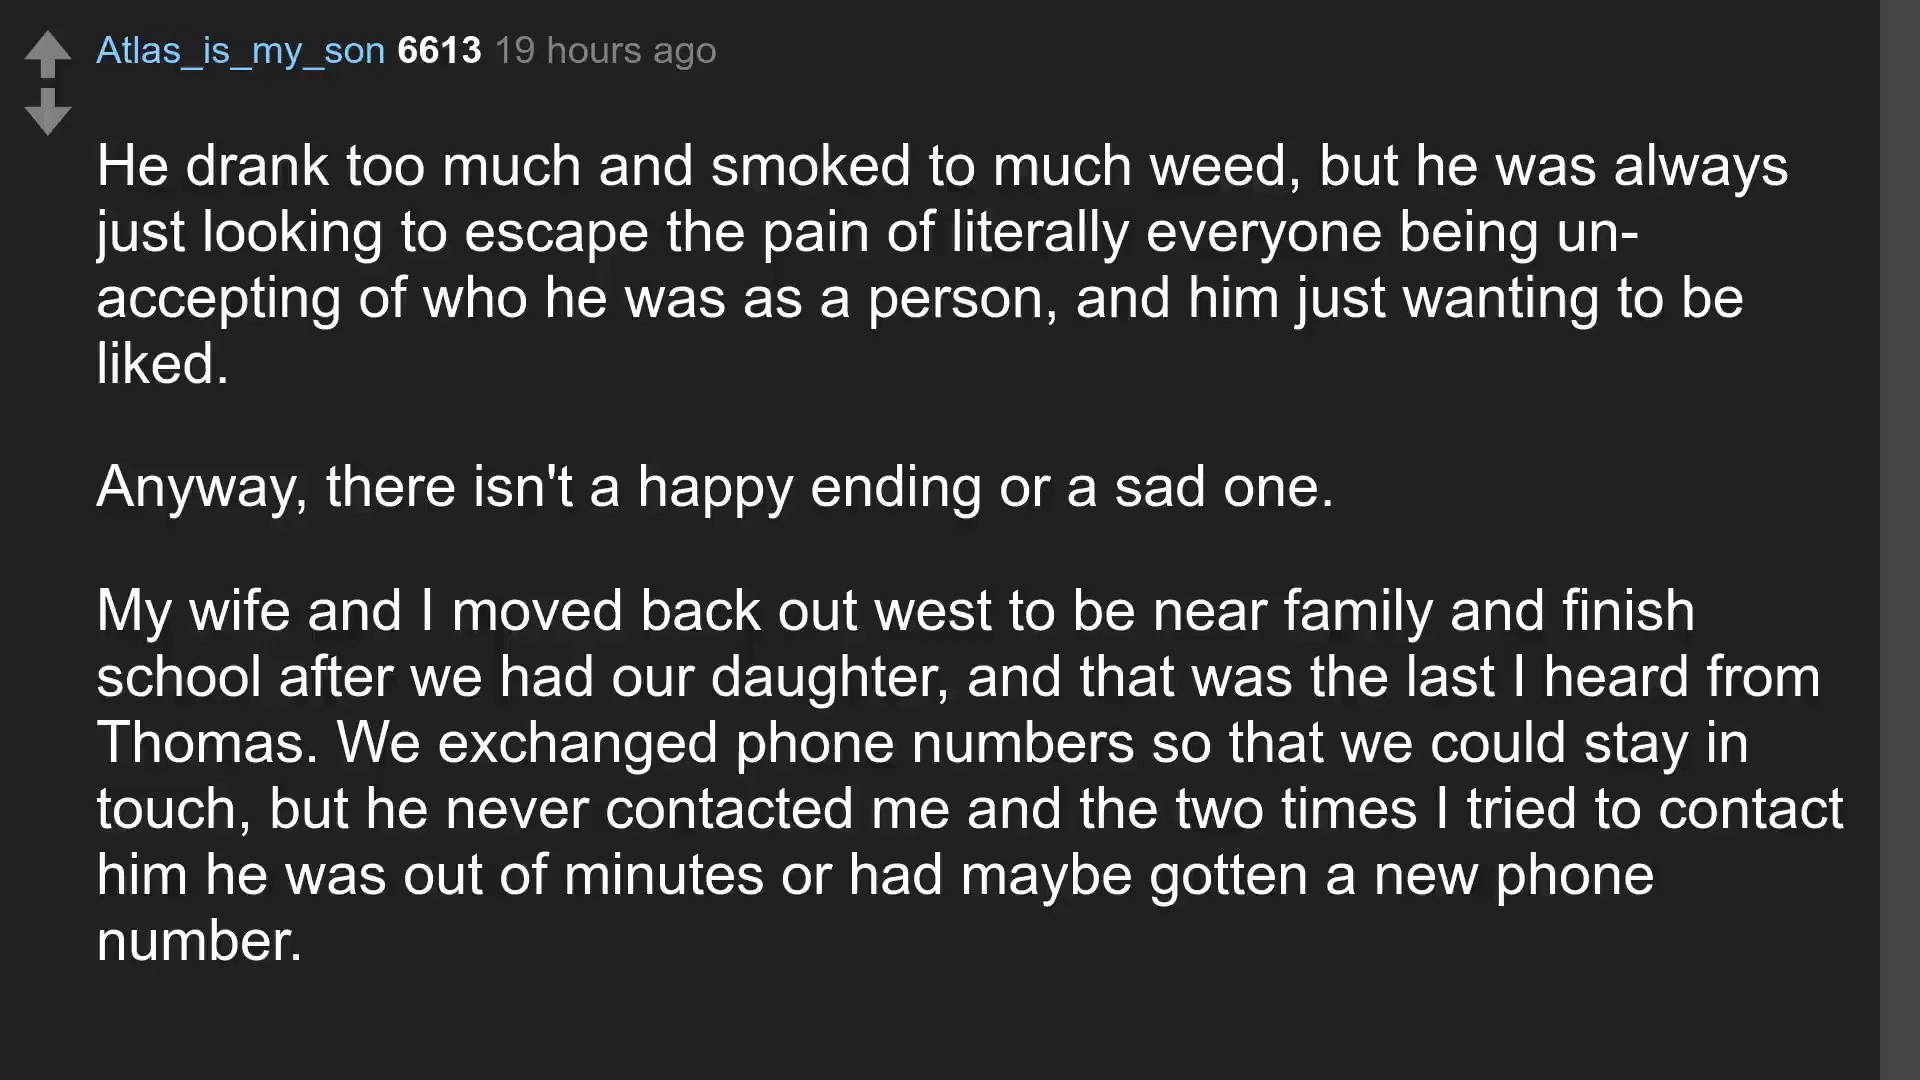 Atlas_is_my_son 6613 19 hours ago
He drank too much and smoked to much weed, but he was always
just looking to escape the pain of literally everyone being un-
accepting of who he was as a person, and him just wanting to be
liked.
Anyway, there isn't a happy ending or a sad one.
My wife and I moved back out west to be near family and finish
school after we had our daughter, and that was the last I heard from
Thomas. We exchanged phone numbers so that we could stay in
touch, but he never contacted me and the two times I tried to contact
him he was out of minutes or had maybe gotten a new phone
number.